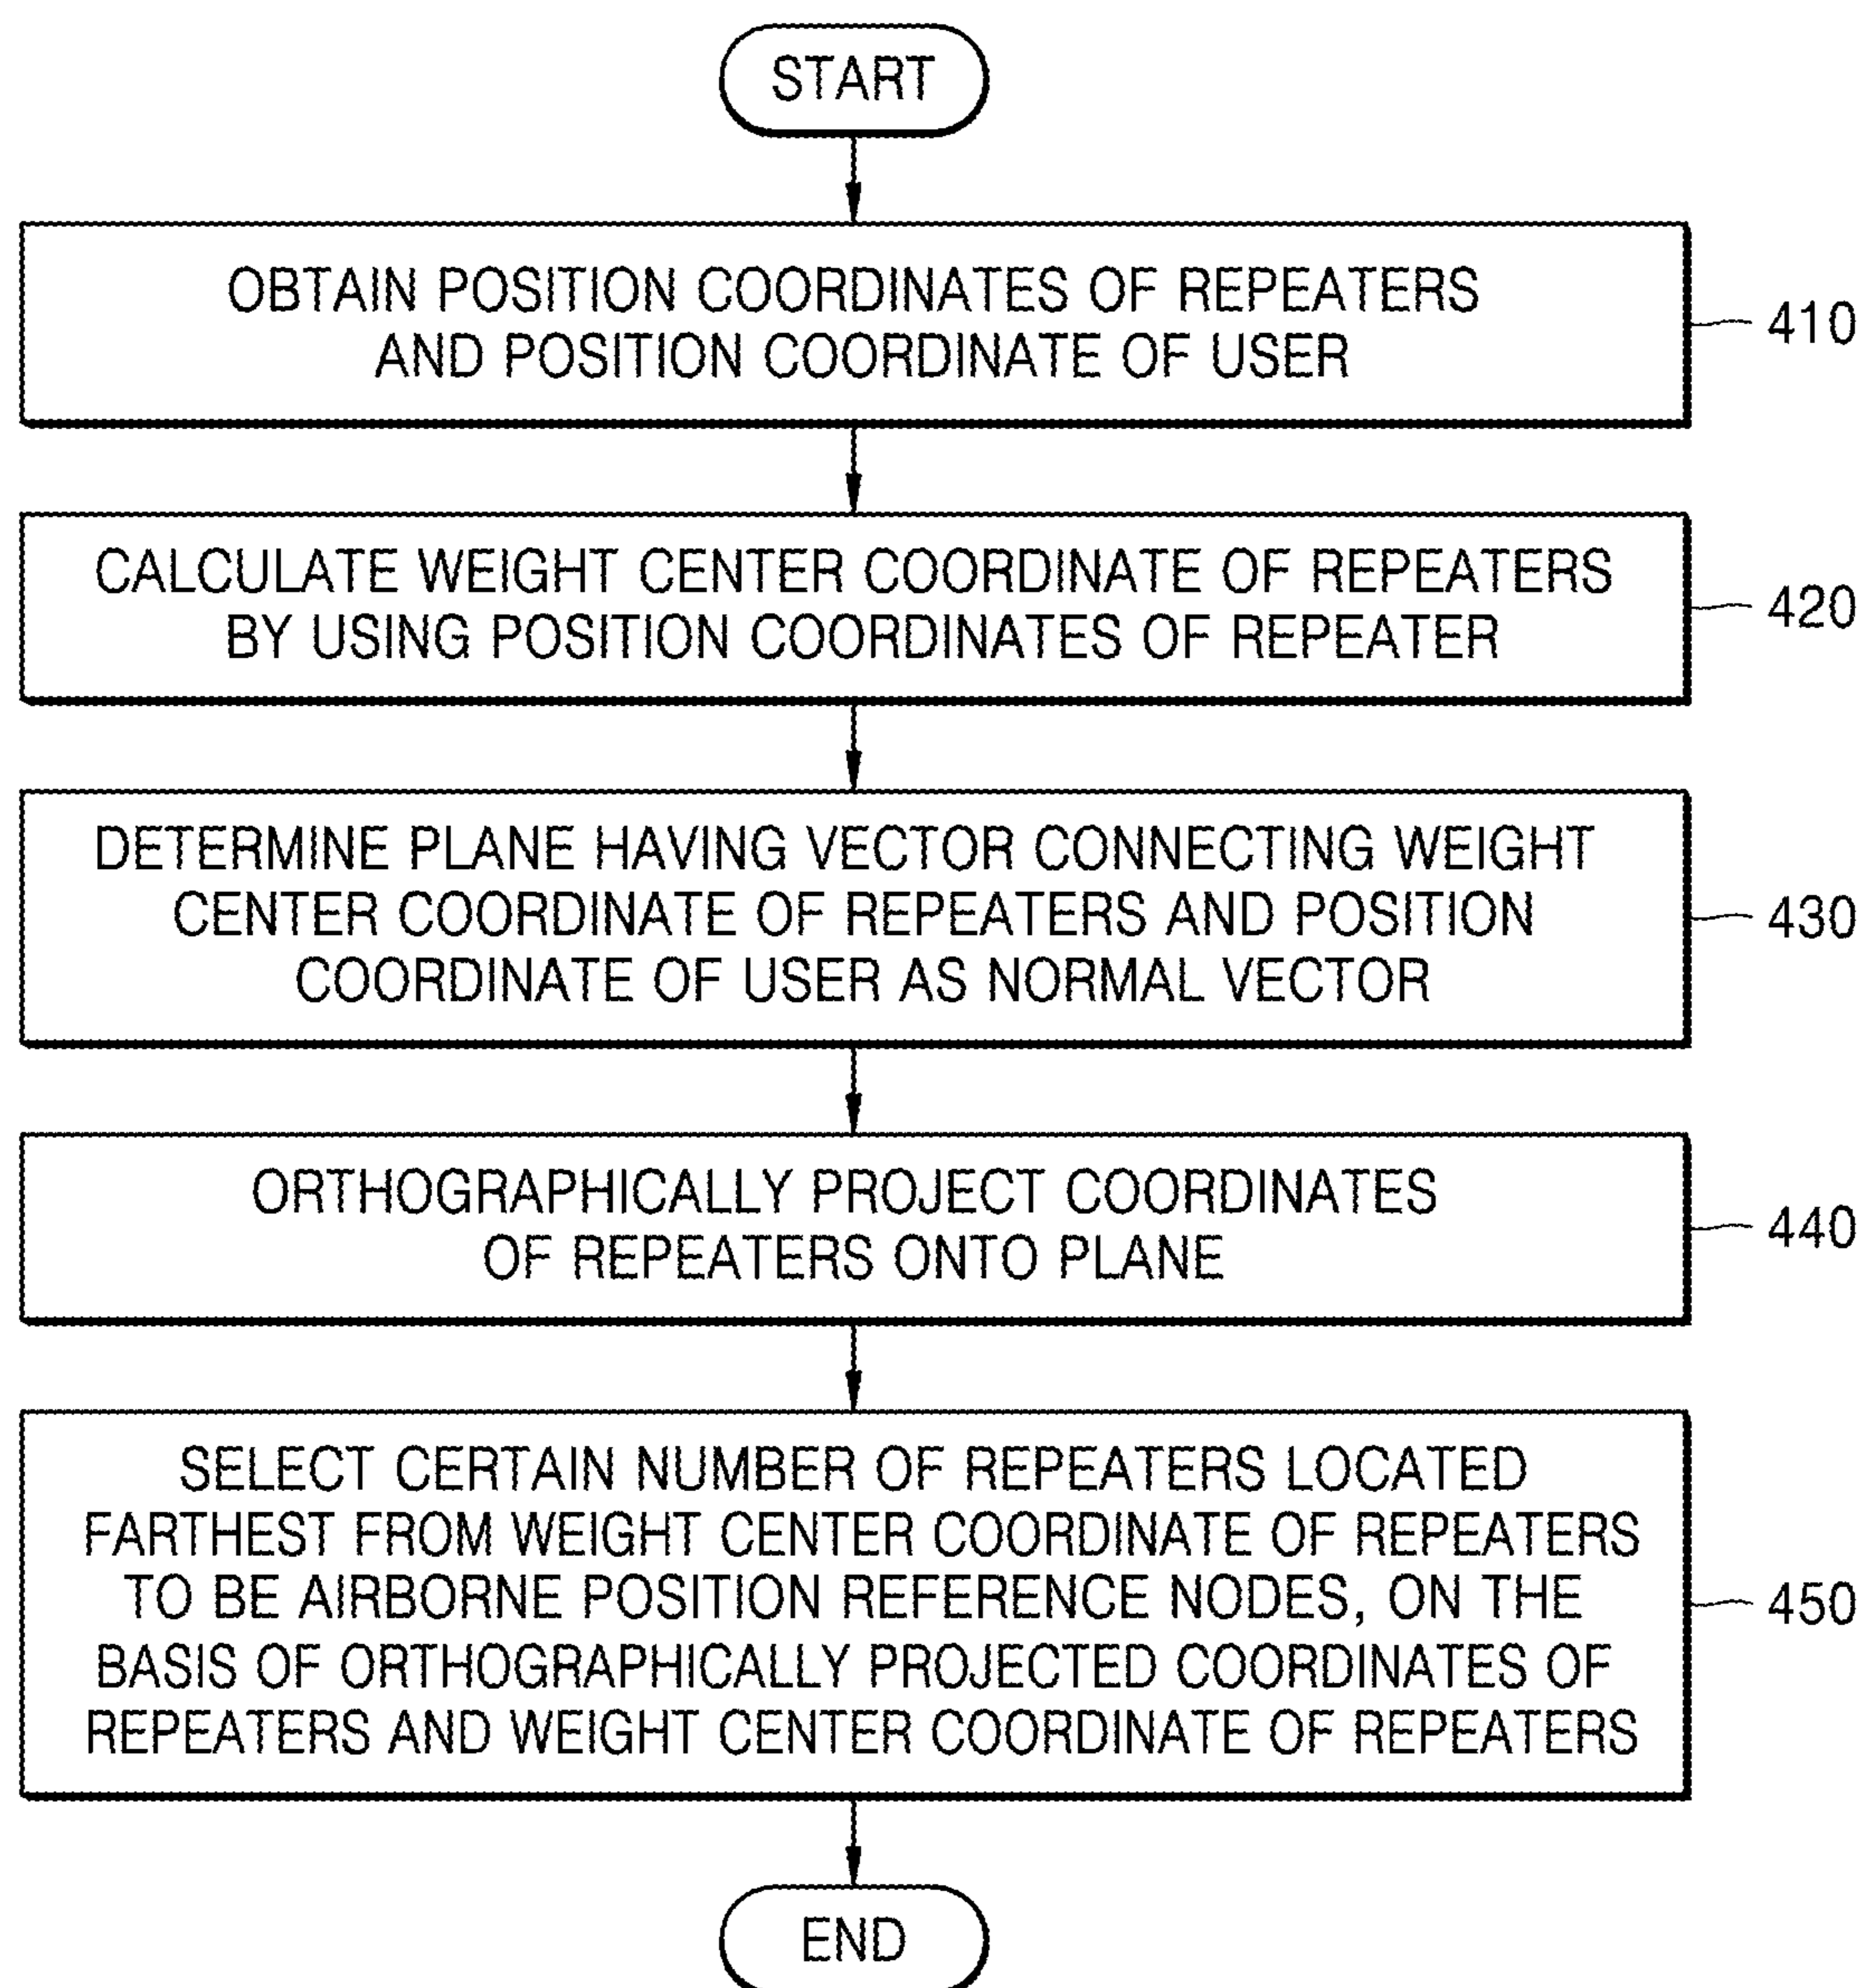 START
OBTAIN POSITION COORDINATES OF REPEATERS
AND POSITION COORDINATE OF USER
410
CALCULATE WEIGHT CENTER COORDINATE OF REPEATERS
BY USING POSITION COORDINATES OF REPEATER
420
DETERMINE PLANE HAVING VECTOR CONNECTING WEIGHT
CENTER COORDINATE OF REPEATERS AND POSITION
COORDINATE OF USER AS NORMAL VECTOR
430
ORTHOGRAPHICALLY PROJECT COORDINATES
OF REPEATERS ONTO PLANE
440
SELECT CERTAIN NUMBER OF REPEATERS LOCATED
FARTHEST FROM WEIGHT CENTER COORDINATE OF REPEATERS
TO BE AIRBORNE POSITION REFERENCE NODES, ON THE
BASIS OF ORTHOGRAPHICALLY PROJECTED COORDINATES OF
REPEATERS AND WEIGHT CENTER COORDINATE OF REPEATERS
450
END